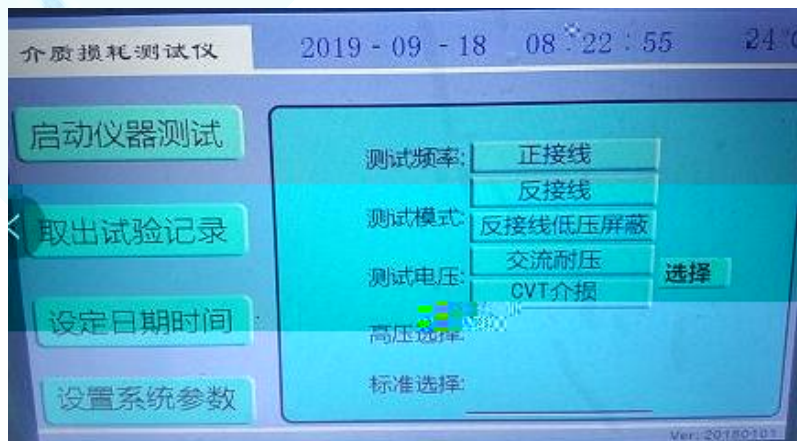 介质损耗测试仪
2019-09-18 08:22:55 24℃
启动仪器测试
取出试验记录
设定日期时间
设置系统参数
测试频率:
测试模式:
测试电压:
高压选择:
标准选择:
正接线
反接线
反接线低压屏蔽
交流耐压
CVT介损
选择
Ver:20180101